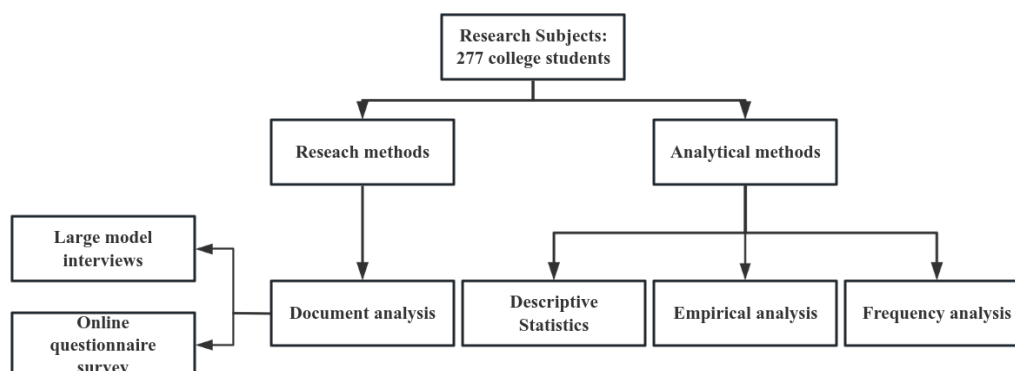 Research Subjects:
277 college students
Reseach methods
Analytical methods
Large model
interviews
Document analysis
Descriptive
Statistics
Empirical analysis
Frequency analysis
Online
questionnaire
survey